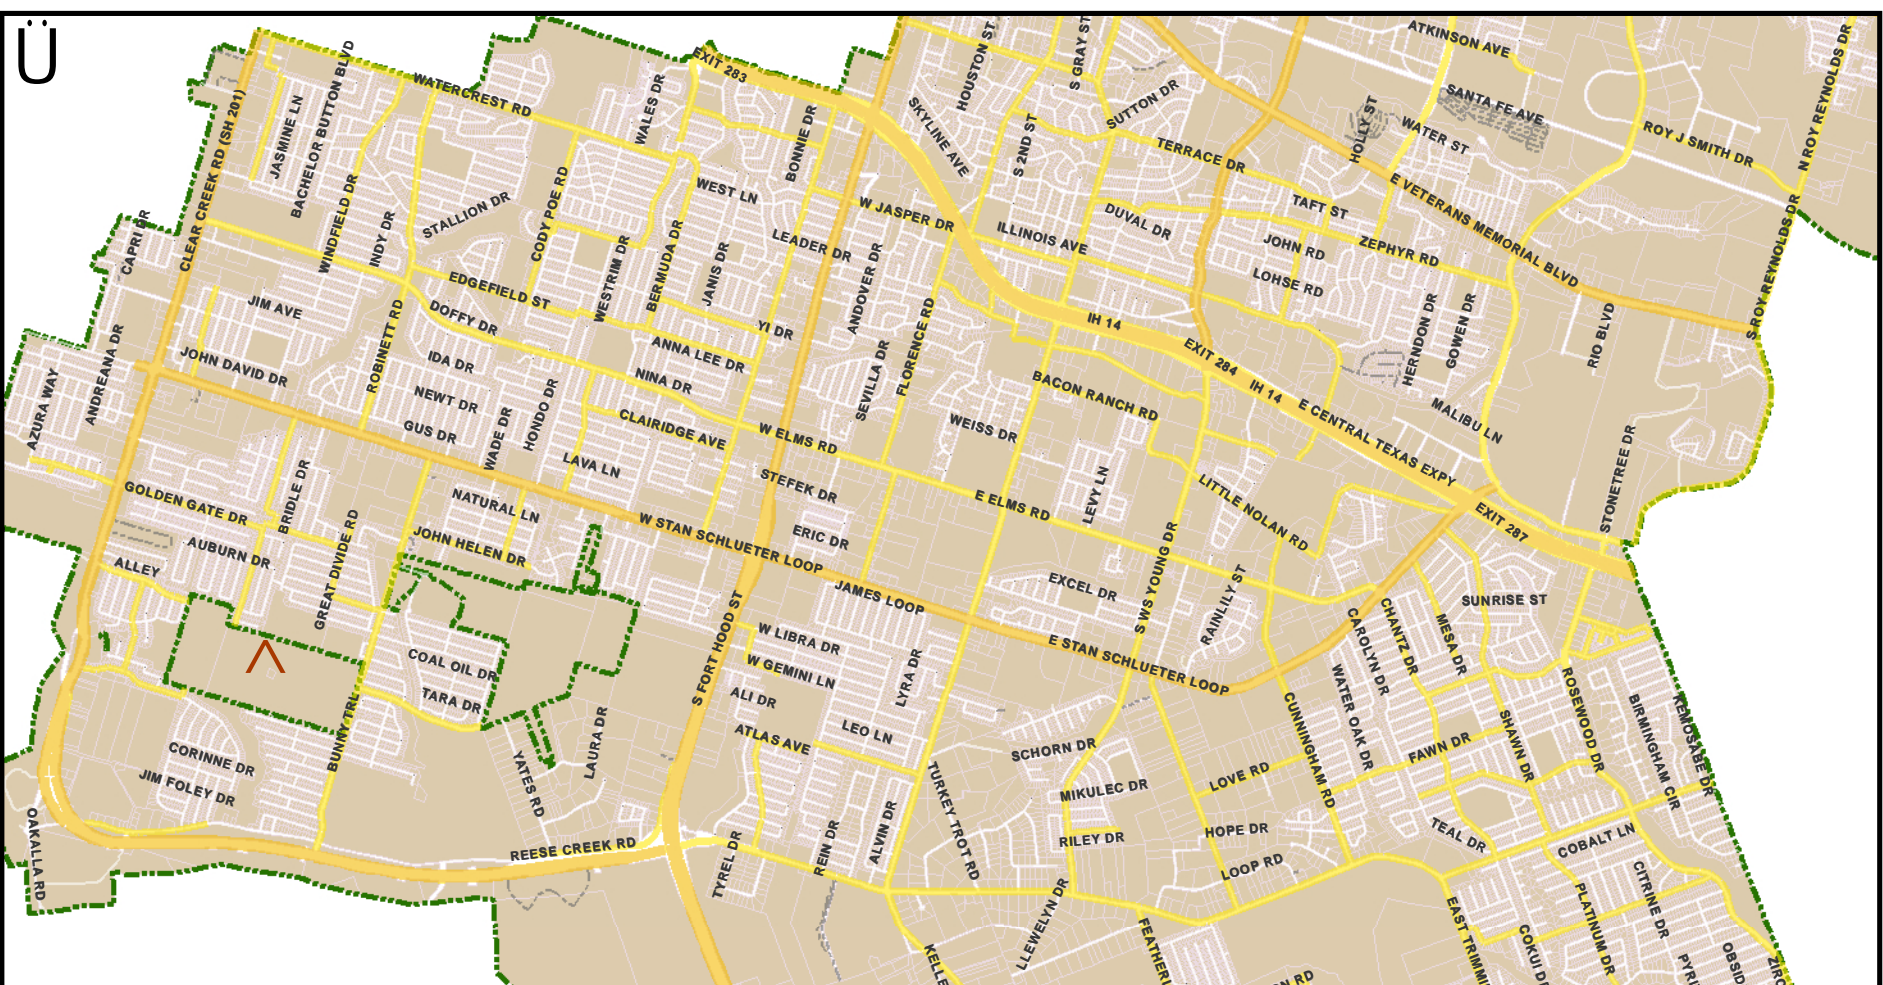 Ü
ATKINSON AVE
EXIT 283
WATERCREST RD
HOUSTON ST
S GRAY ST
N ROY REYNOLDS DR
JASMINE LN
BACHELOR BUTTON BLVD
WALES DR
BONNIE DR
SKYLINE AVE
SUTTON DR
SANTA FE AVE
HOLLY ST
WATER ST
ROY J SMITH DR
CLEAR CREEK RD (SH 201)
S 2ND ST
TERRACE DR
E VETERANS MEMORIAL BLVD
CAPRI DR
WINDFIELD DR
INDY DR
STALLION DR
CODY POE RD
WEST LN
W JASPER DR
ILLINOIS AVE
DUVAL DR
TAFT ST
JOHN RD
ZEPHYR RD
LOHSE RD
S ROY REYNOLDS DR
EDGEFIELD ST
WESTRIM DR
BERMUDA DR
JANIS DR
LEADER DR
ANDOVER DR
FLORENCE RD
IH 14
HERNDON DR
GOWEN DR
RIO BLVD
JIM AVE
DOFFY DR
YI DR
ANNA LEE DR
EXIT 284
IH 14
ANDREANA DR
AZURA WAY
JOHN DAVID DR
ROBINETT RD
IDA DR
NEWT DR
GUS DR
WADE DR
HONDO DR
NINA DR
SEVILLA DR
BACON RANCH RD
E CENTRAL TEXAS EXPY
MALIBU LN
CLAIRIDGE AVE
W ELMS RD
WEISS DR
STONETREE DR
LAVA LN
STEFEK DR
E ELMS RD
LEVY LN
LITTLE NOLAN RD
EXIT 287
GOLDEN GATE DR
BRIDLE DR
NATURAL LN
JOHN HELEN DR
W STAN SCHLUETER LOOP
ERIC DR
AUBURN DR
ALLEY
GREAT DIVIDE RD
JAMES LOOP
EXCEL DR
S WS YOUNG DR
RAINLILY ST
SUNRISE ST
S FORT HOOD ST
W LIBRA DR
W GEMINI LN
ALI DR
LYRA DR
E STAN SCHLUETER LOOP
CAROLYN DR
CHANTZ DR
MESA DR
COAL OIL DR
TARA DR
BUNNY TRL
ATLAS AVE
LEO LN
SCHORN DR
CUNNINGHAM RD
WATER OAK DR
FAWN DR
SHAWN DR
ROSEWOOD DR
BIRMINGHAM CIR
KEMOSABE DR
CORINNE DR
JIM FOLEY DR
YATES RD
LAURA DR
MIKULEC DR
LOVE RD
OAKALLA RD
REESE CREEK RD
TYREL DR
REIN DR
ALVIN DR
TURKEY TROT RD
RILEY DR
HOPE DR
LOOP RD
TEAL DR
COBALT LN
LLEWELYN DR
KELLE
FEATHERL
N RD
EAST TRIMMI
COKUI D
PLATINUM DR
CITRINE DR
PYRI
OBSID
ZIRC